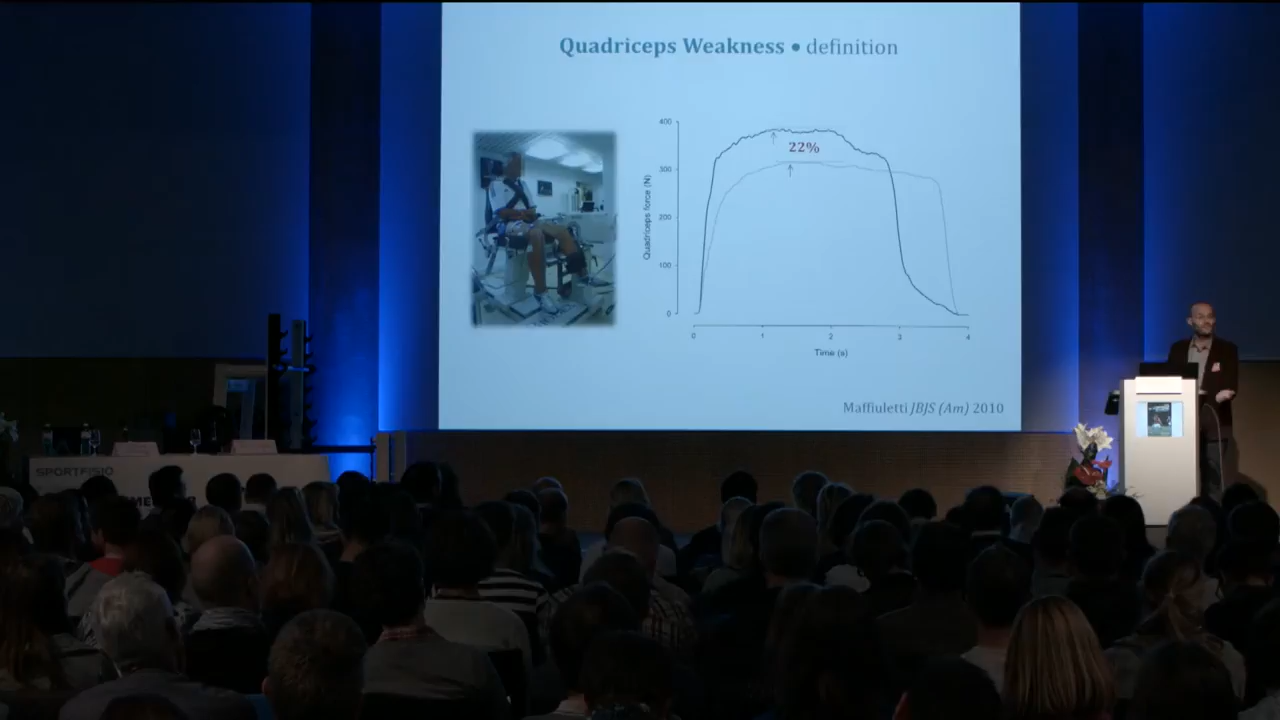 Quadriceps Weakness • definition
400
300
200
100
0
Quadriceps force (N)
22%
0
1
2
3
4
Time (s)
Maffiuletti JBJS (Am) 2010
SPORTFISIO